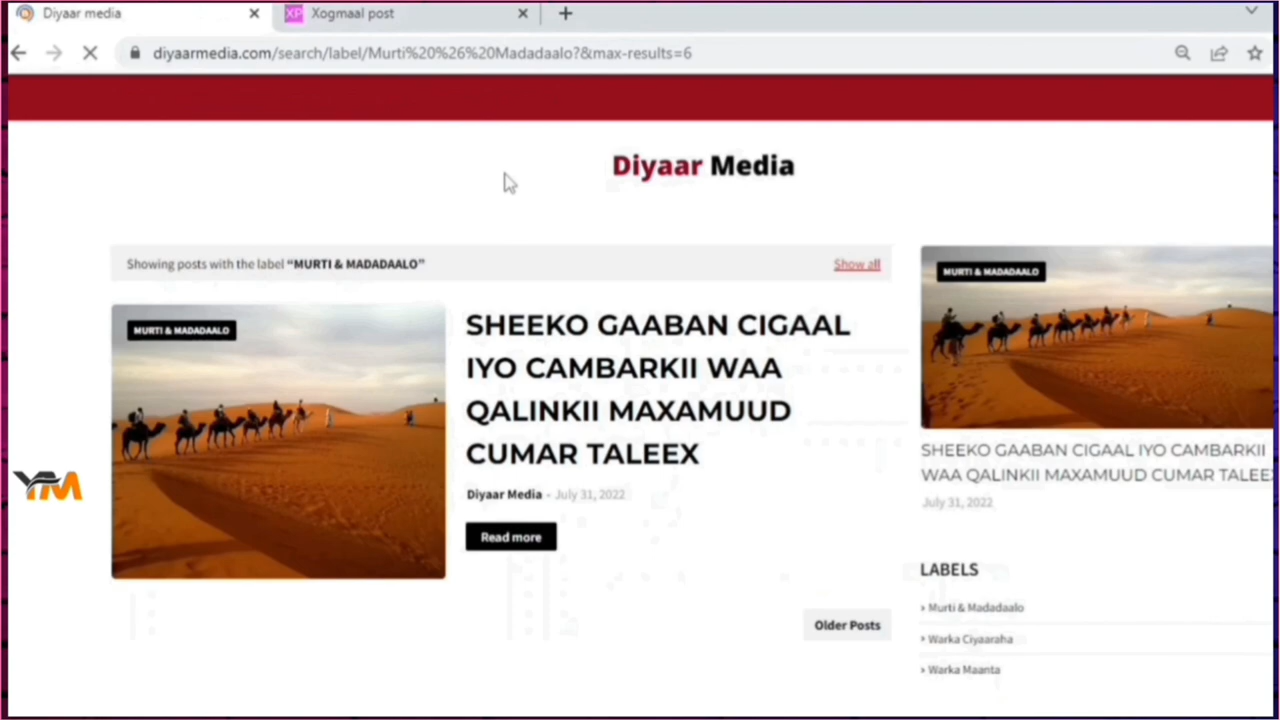 Diyaar media
XP Xogmaal post
diyaarmedia.com/search/label/Murti%20%26%20Madadaalo?&max-results=6
Diyaar Media
Showing posts with the label “MURTI & MADADAALO”
Show all
MURTI & MADADAALO
SHEEKO GAABAN CIGAAL
IYO CAMBARKII WAA
QALINKII MAXAMUUD
CUMAR TALEEX
Diyaar Media - July 31, 2022
Read more
Older Posts
MURTI & MADADAALO
SHEEKO GAABAN CIGAAL IYO CAMBARKII
WAA QALINKII MAXAMUUD CUMAR TALEEX
July 31, 2022
LABELS
› Murti & Madadaalo
› Warka Ciyaaraha
› Warka Maanta
YM